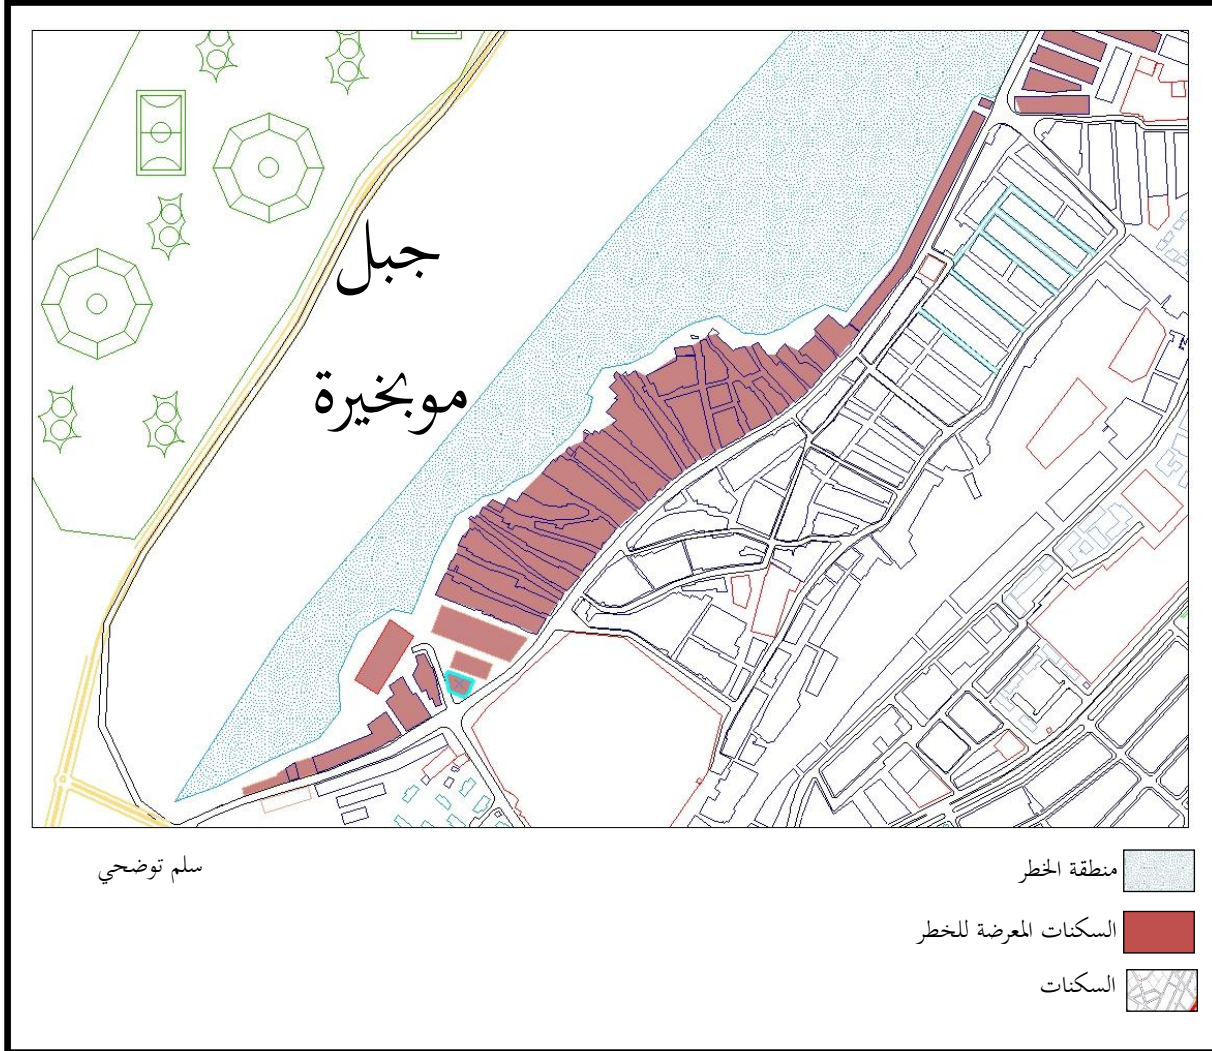 جبل
موبخيرة
سلم توضحي
منطقة الخطر
السكنات المعرضة للخطر
السكنات